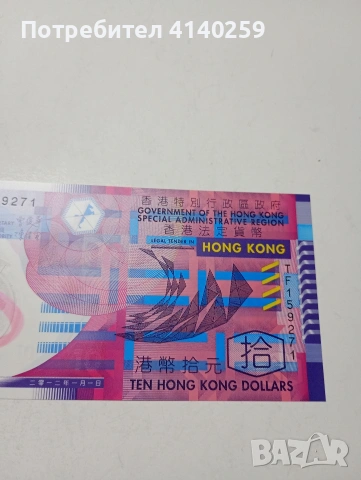 Потребител 4140259
9271
香港特別行政區政府
GOVERNMENT OF THE HONG KONG
SPECIAL ADMINISTRATIVE REGION
香港法定貨幣
LEGAL TENDER IN
HONG KONG
TF159271
港幣拾元
拾
TEN HONG KONG DOLLARS
二零一二年一月一日
BAZAR